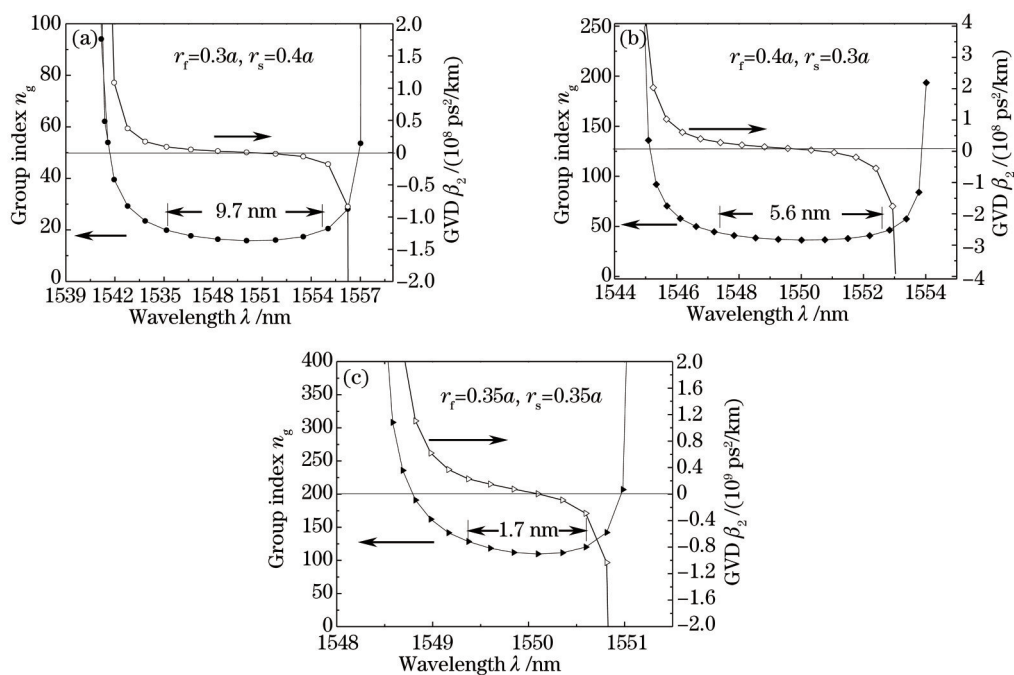 (a)
r_f=0.3a, r_s=0.4a
9.7 nm
100
80
60
40
20
0
Group index n_g
2.0
1.5
1.0
0.5
0
−0.5
−1.0
−1.5
−2.0
GVD β_2 /(10^8 ps^2/km)
1539 1542 1535 1548 1551 1554 1557
Wavelength λ /nm
(b)
r_f=0.4a, r_s=0.3a
5.6 nm
250
200
150
100
50
0
Group index n_g
4
3
2
1
0
−1
−2
−3
−4
GVD β_2 /(10^8 ps^2/km)
1544 1546 1548 1550 1552 1554
Wavelength λ /nm
(c)
r_f=0.35a, r_s=0.35a
1.7 nm
400
350
300
250
200
150
100
50
0
Group index n_g
2.0
1.6
1.2
0.8
0.4
0
−0.4
−0.8
−1.2
−1.6
−2.0
GVD β_2 /(10^9 ps^2/km)
1548 1549 1550 1551
Wavelength λ /nm